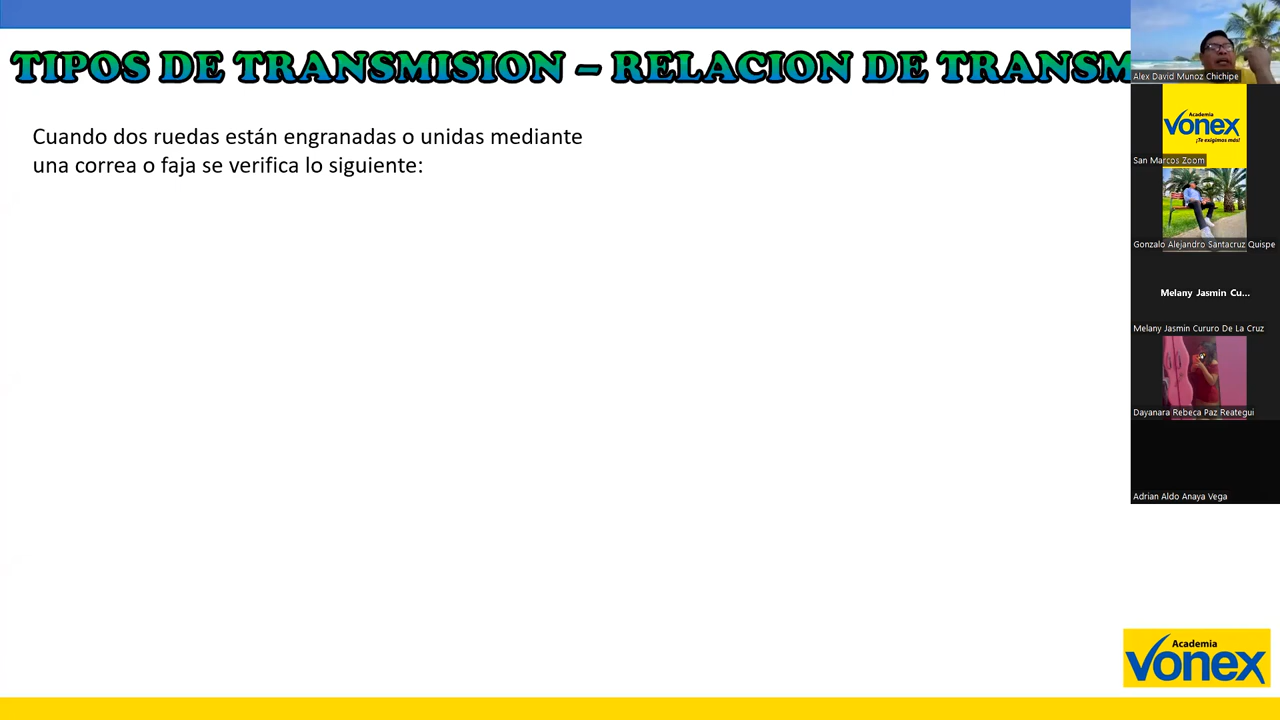 TIPOS DE TRANSMISION – RELACION DE TRANSM
Cuando dos ruedas están engranadas o unidas mediante
una correa o faja se verifica lo siguiente:
Alex David Munoz Chichipe
Academia
vonex
¡Te exigimos más!
San Marcos Zoom
Gonzalo Alejandro Santacruz Quispe
Melany Jasmin Cu...
Melany Jasmin Cururo De La Cruz
Dayanara Rebeca Paz Reategui
Adrian Aldo Anaya Vega
Academia
vonex